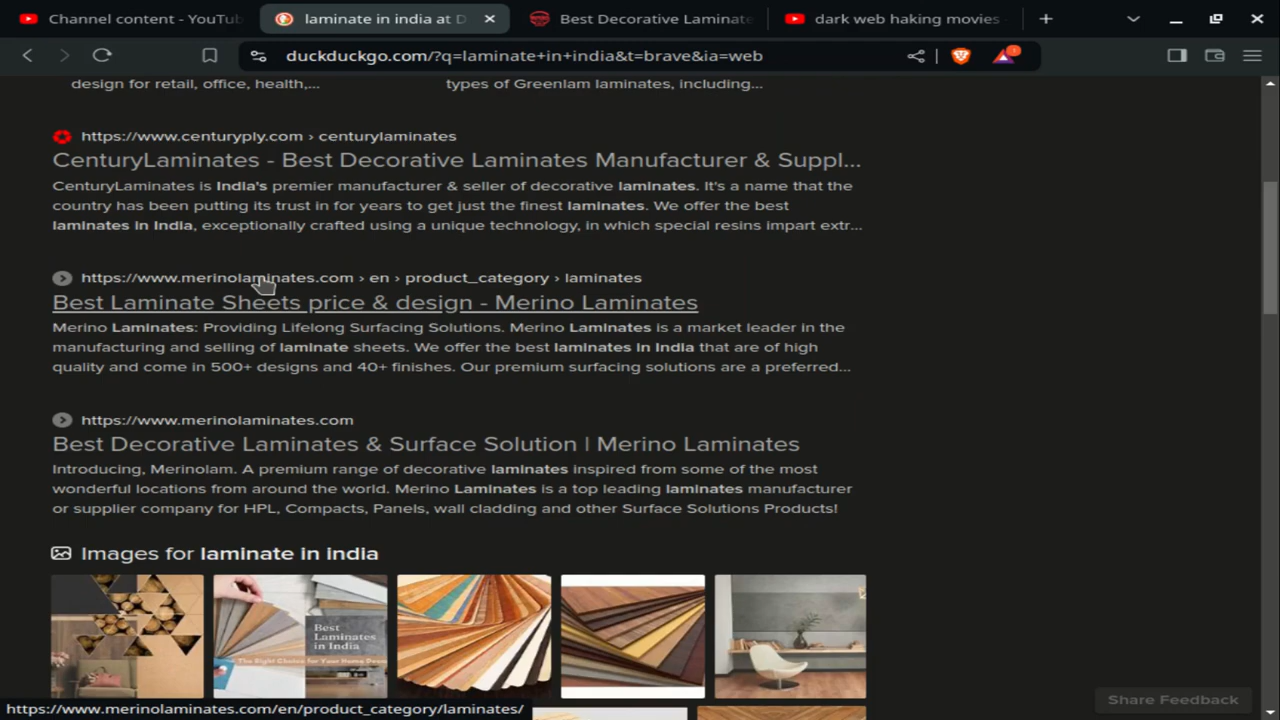 Channel content - YouTu
laminate in india at D
Best Decorative Laminate
dark web haking movies
duckduckgo.com/?q=laminate+in+india&t=brave&ia=web
design for retail, office, health,...
types of Greenlam laminates, including...
https://www.centuryply.com › centurylaminates
CenturyLaminates - Best Decorative Laminates Manufacturer & Suppl...
CenturyLaminates is India's premier manufacturer & seller of decorative laminates. It's a name that the
country has been putting its trust in for years to get just the finest laminates. We offer the best
laminates in India, exceptionally crafted using a unique technology, in which special resins impart extr...
https://www.merinolaminates.com › en › product_category › laminates
Best Laminate Sheets price & design - Merino Laminates
Merino Laminates: Providing Lifelong Surfacing Solutions. Merino Laminates is a market leader in the
manufacturing and selling of laminate sheets. We offer the best laminates in India that are of high
quality and come in 500+ designs and 40+ finishes. Our premium surfacing solutions are a preferred...
https://www.merinolaminates.com
Best Decorative Laminates & Surface Solution | Merino Laminates
Introducing, Merinolam. A premium range of decorative laminates inspired from some of the most
wonderful locations from around the world. Merino Laminates is a top leading laminates manufacturer
or supplier company for HPL, Compacts, Panels, wall cladding and other Surface Solutions Products!
Images for laminate in india
Best
Laminates
in India
The Right Choice for Your Home Decor
Share Feedback
https://www.merinolaminates.com/en/product_category/laminates/